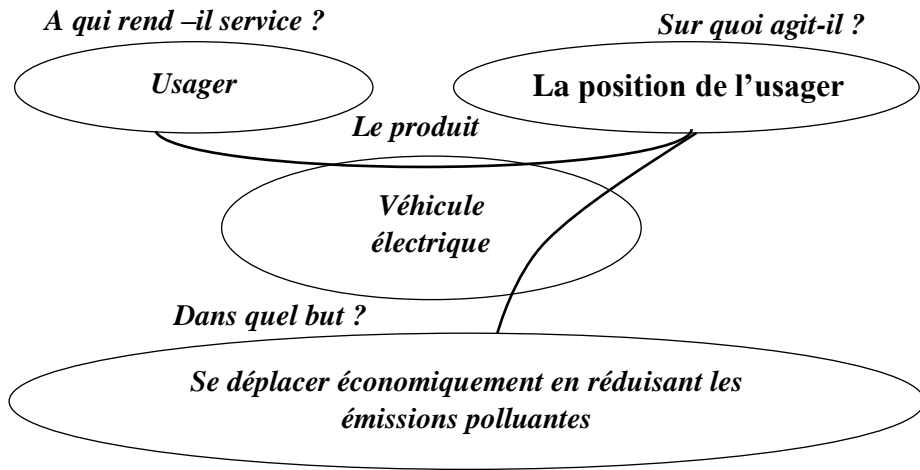 A qui rend –il service ?
Sur quoi agit-il ?
Usager
La position de l’usager
Le produit
Véhicule
électrique
Dans quel but ?
Se déplacer économiquement en réduisant les
émissions polluantes